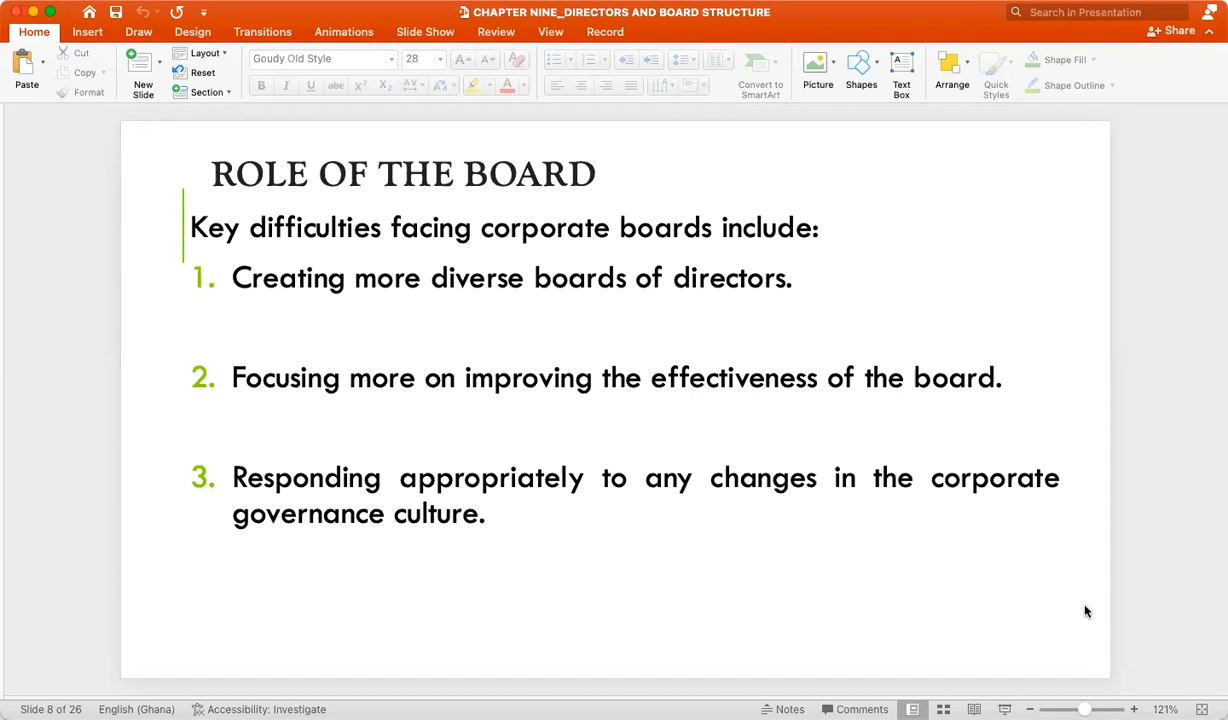 CHAPTER NINE_DIRECTORS AND BOARD STRUCTURE
Search in Presentation
Home Insert Draw Design Transitions Animations Slide Show Review View Record
Share
Paste
Cut
Copy
Format
New
Slide
Layout
Reset
Section
Goudy Old Style 28
B I U abc X² X₂ AV Aa
Convert to
SmartArt
Picture
Shapes
Text
Box
Arrange
Quick
Styles
Shape Fill
Shape Outline
ROLE OF THE BOARD
Key difficulties facing corporate boards include:
1. Creating more diverse boards of directors.
2. Focusing more on improving the effectiveness of the board.
3. Responding appropriately to any changes in the corporate
governance culture.
Slide 8 of 26 English (Ghana) Accessibility: Investigate Notes Comments 121%